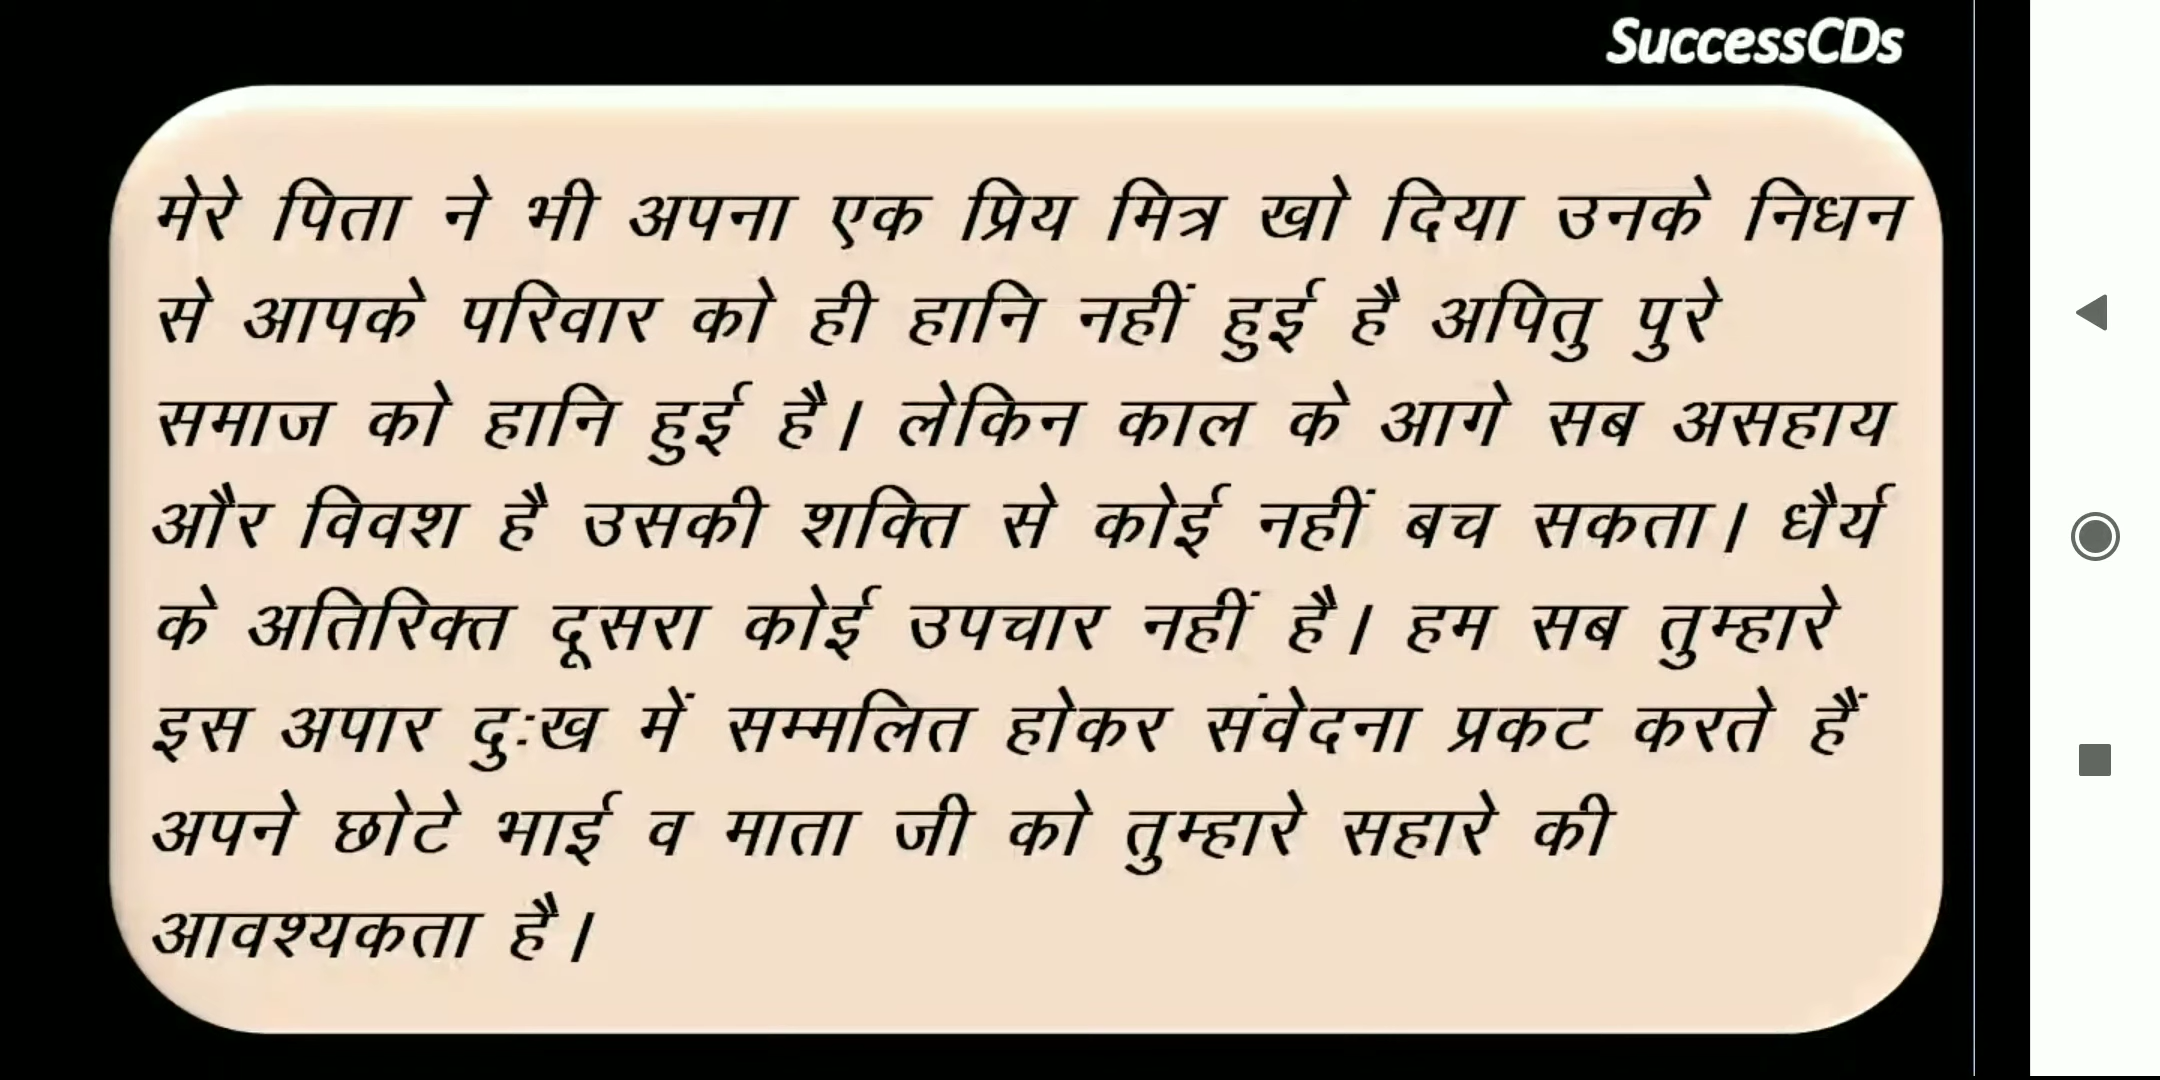 SuccessCDs
मेरे पिता ने भी अपना एक प्रिय मित्र खो दिया उनके निधन
से आपके परिवार को ही हानि नहीं हुई है अपितु पुरे
समाज को हानि हुई है। लेकिन काल के आगे सब असहाय
और विवश है उसकी शक्ति से कोई नहीं बच सकता। धैर्य
के अतिरिक्त दूसरा कोई उपचार नहीं है। हम सब तुम्हारे
इस अपार दुःख में सम्मलित होकर संवेदना प्रकट करते हैं
अपने छोटे भाई व माता जी को तुम्हारे सहारे की
आवश्यकता है।